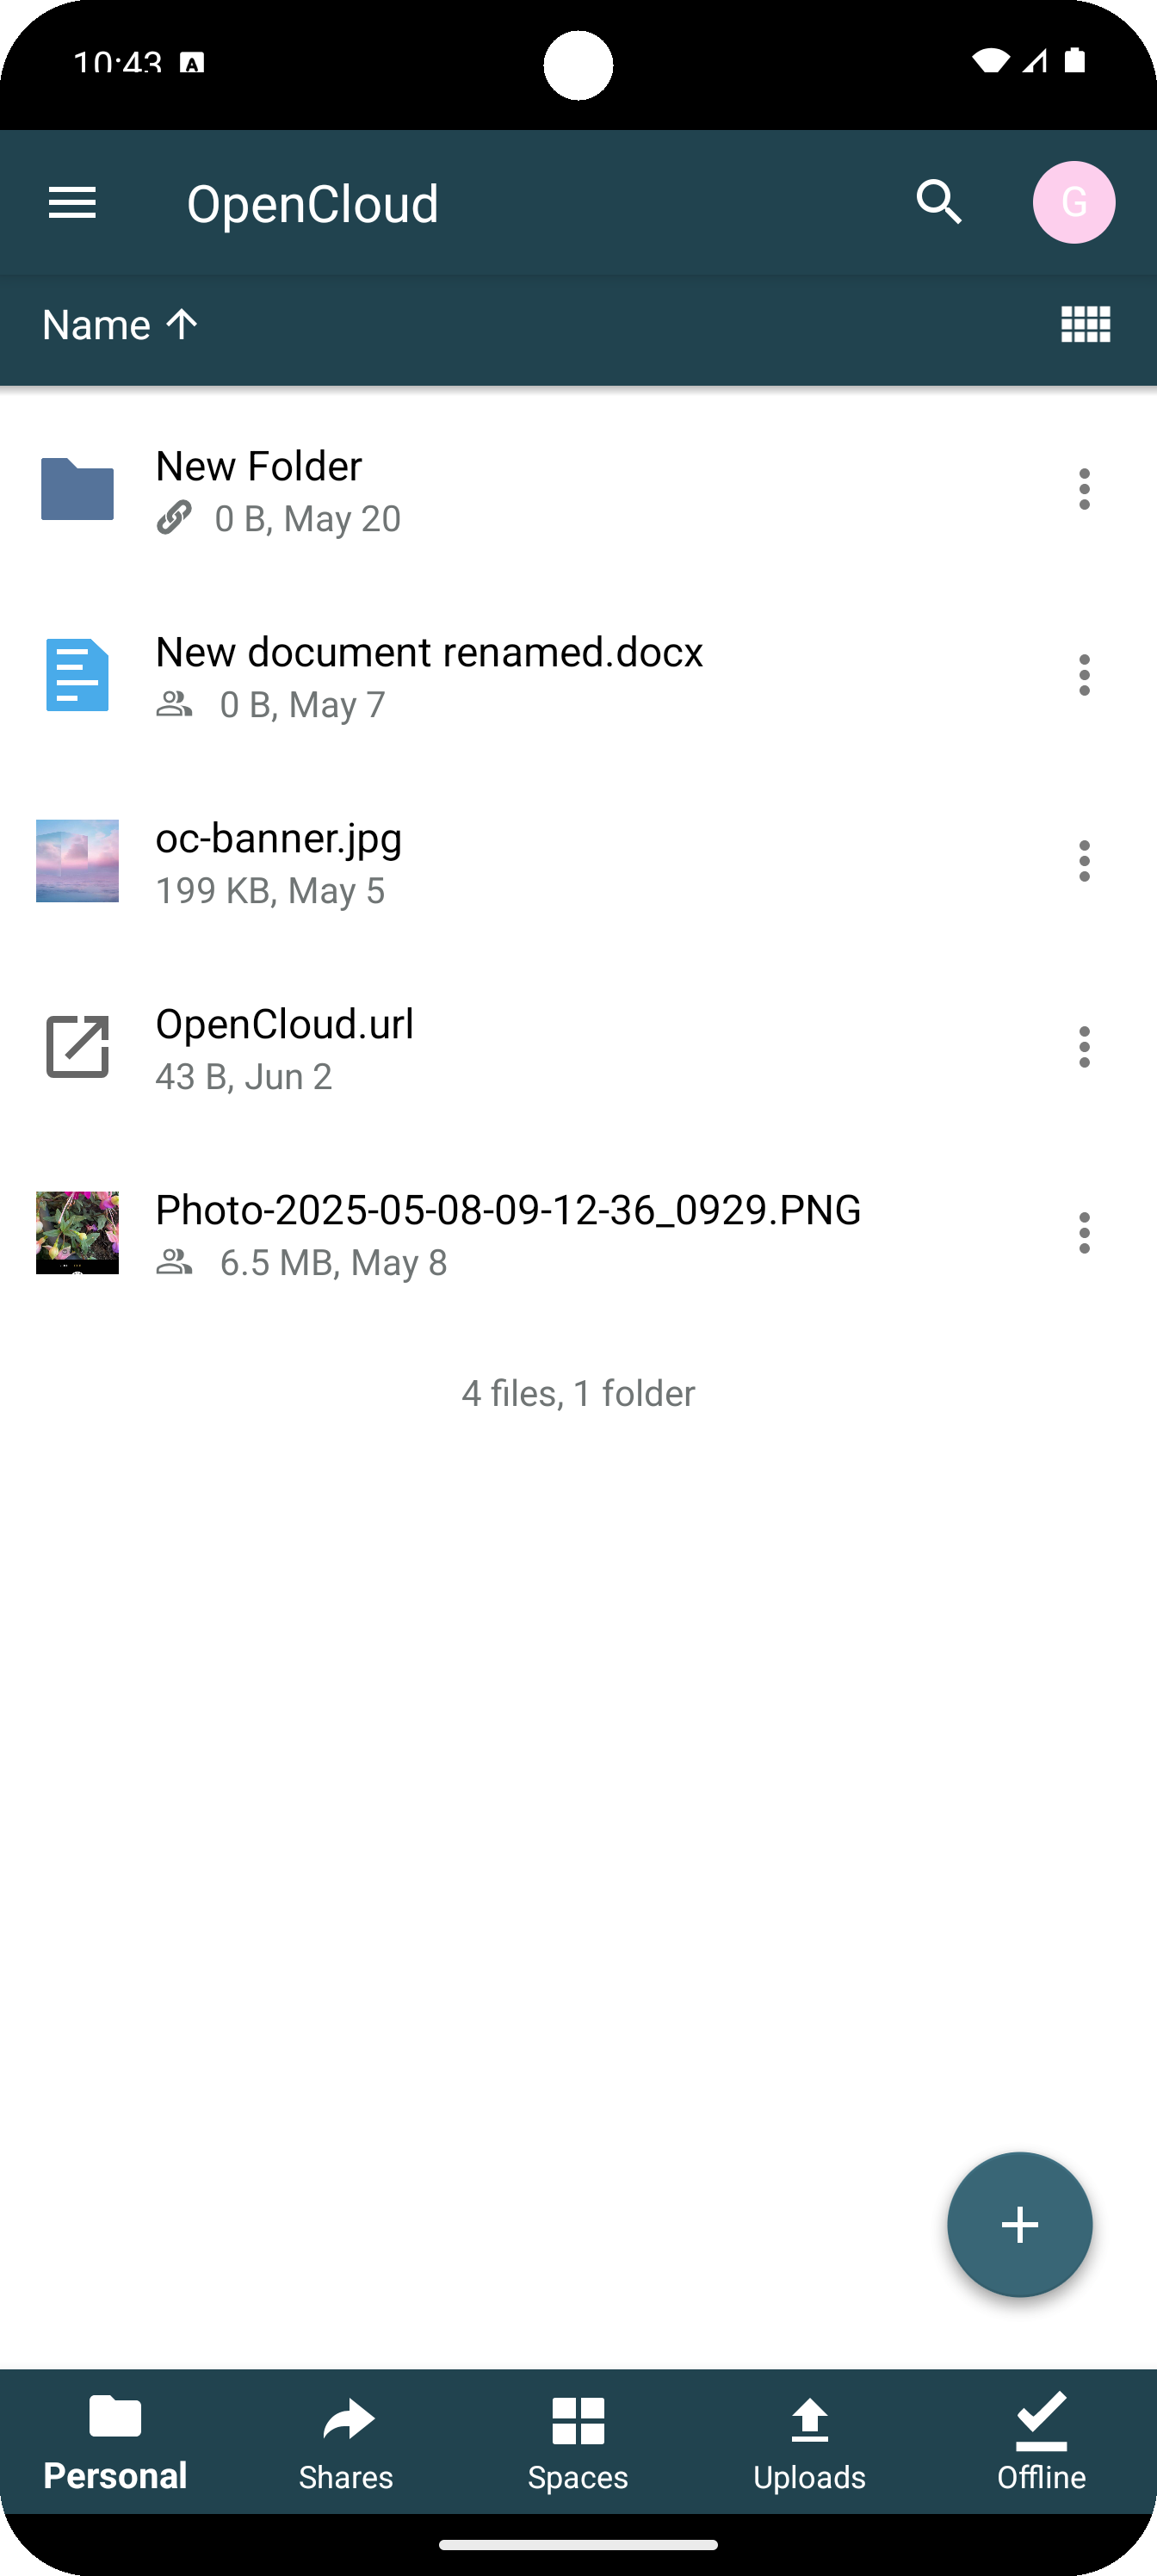 10:43 A
OpenCloud
G
Name
New Folder
0 B, May 20
New document renamed.docx
0 B, May 7
oc-banner.jpg
199 KB, May 5
OpenCloud.url
43 B, Jun 2
Photo-2025-05-08-09-12-36_0929.PNG
6.5 MB, May 8
4 files, 1 folder
Personal
Shares
Spaces
Uploads
Offline